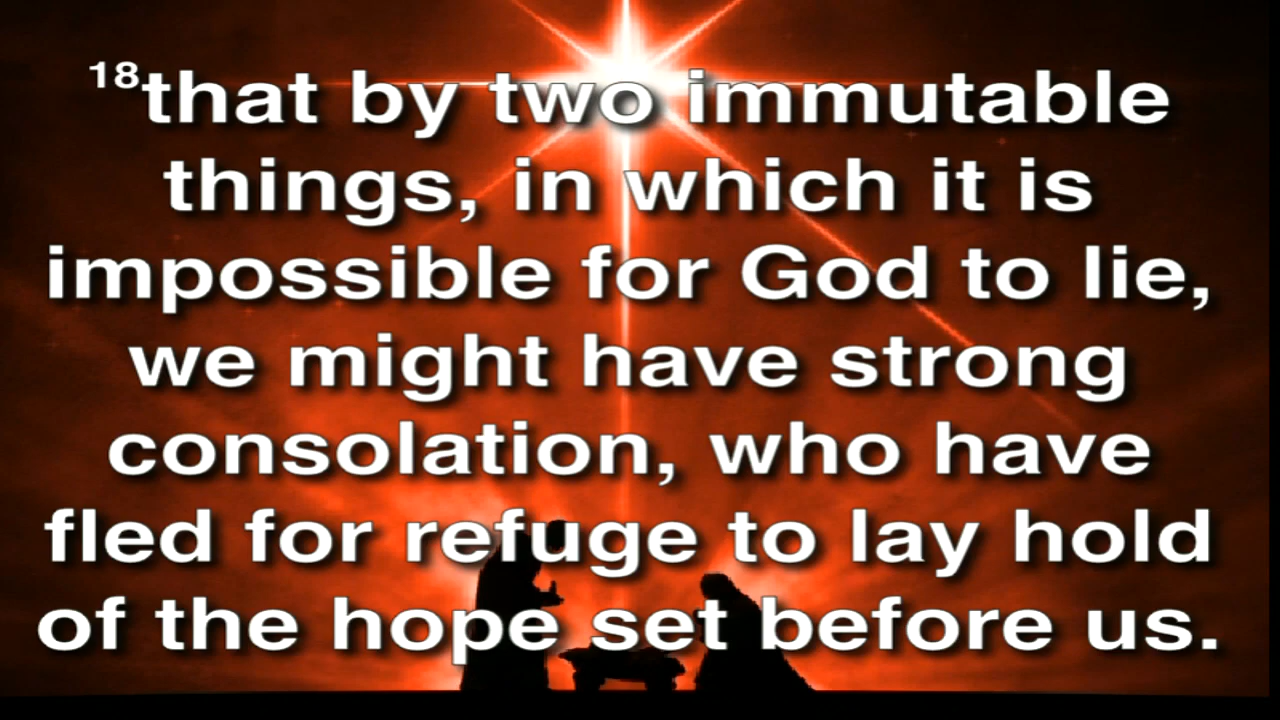 18that by two immutable
things, in which it is
impossible for God to lie,
we might have strong
consolation, who have
fled for refuge to lay hold
of the hope set before us.